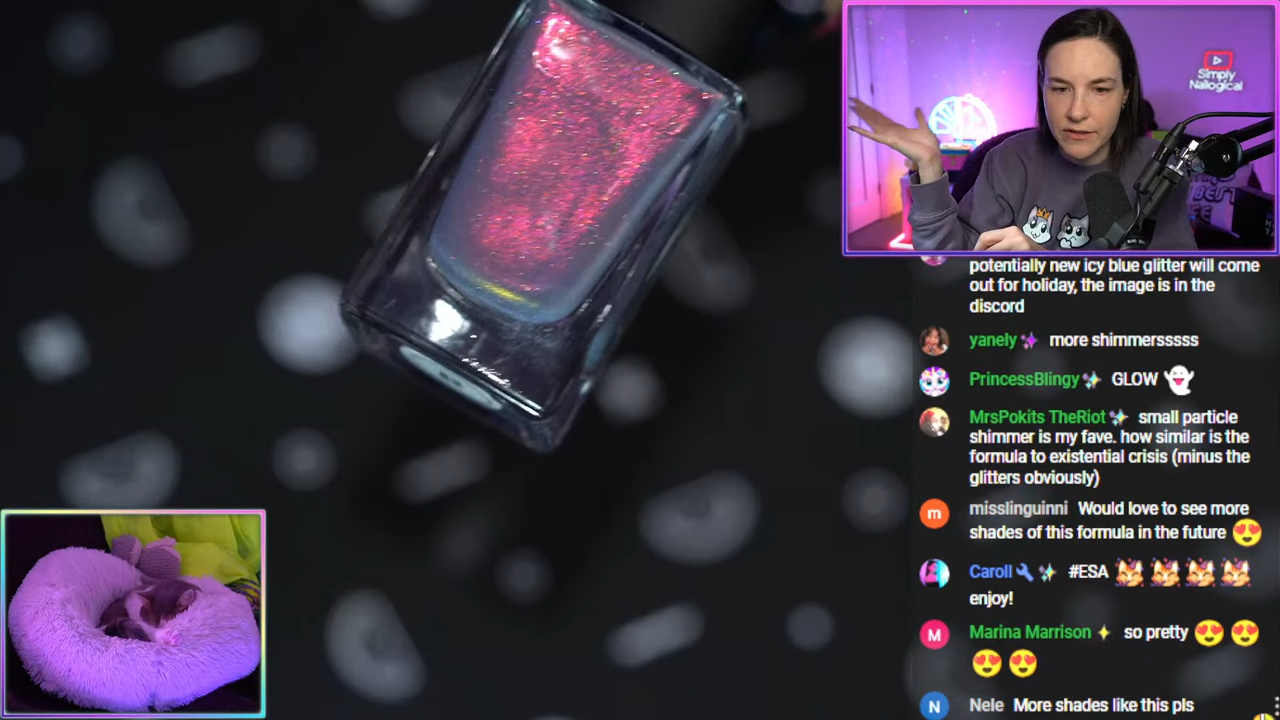 Simply
Nailogical
potentially new icy blue glitter will come
out for holiday, the image is in the
discord
yanely more shimmersssss
PrincessBlingy GLOW
MrsPokits TheRiot small particle
shimmer is my fave. how similar is the
formula to existential crisis (minus the
glitters obviously)
misslinguinni Would love to see more
shades of this formula in the future
Caroll #ESA
enjoy!
M Marina Marrison so pretty
N Nele More shades like this pls